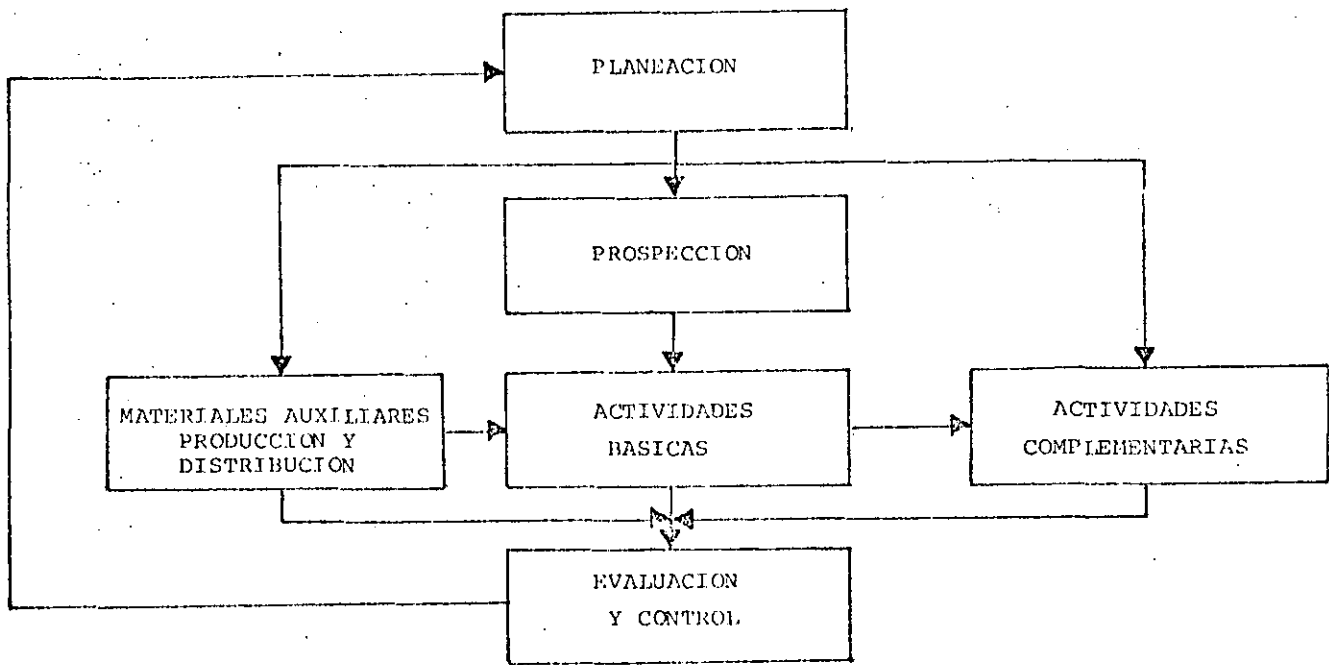 PLANEACION
PROSPECCION
MATERIALES AUXILIARES
PRODUCCION Y
DISTRIBUCION
ACTIVIDADES
BASICAS
ACTIVIDADES
COMPLEMENTARIAS
EVALUACION
Y CONTROL